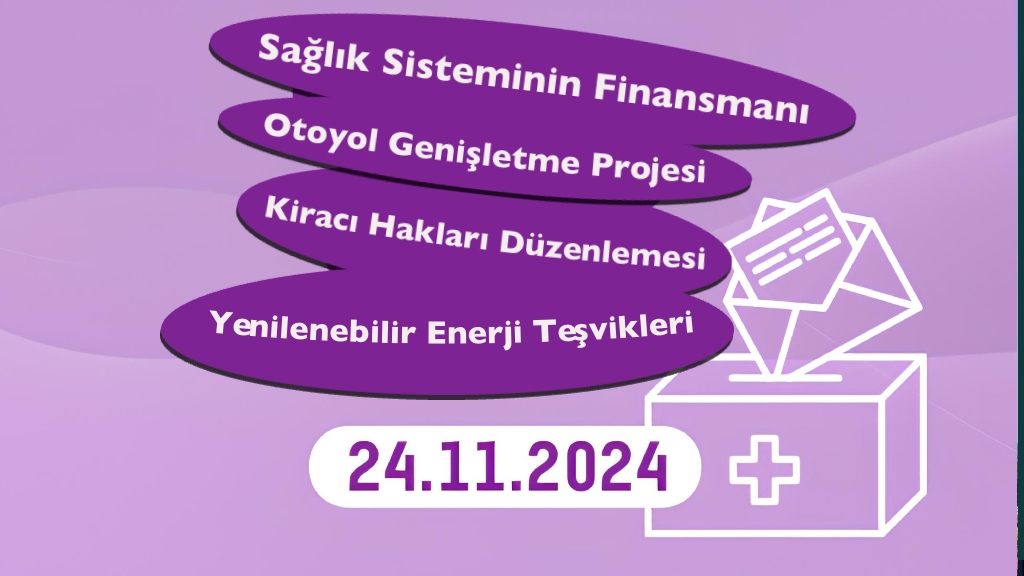 Sağlık Sisteminin Finansmanı
Otoyol Genişletme Projesi
Kiracı Hakları Düzenlemesi
Yenilenebilir Enerji Teşvikleri
24.11.2024